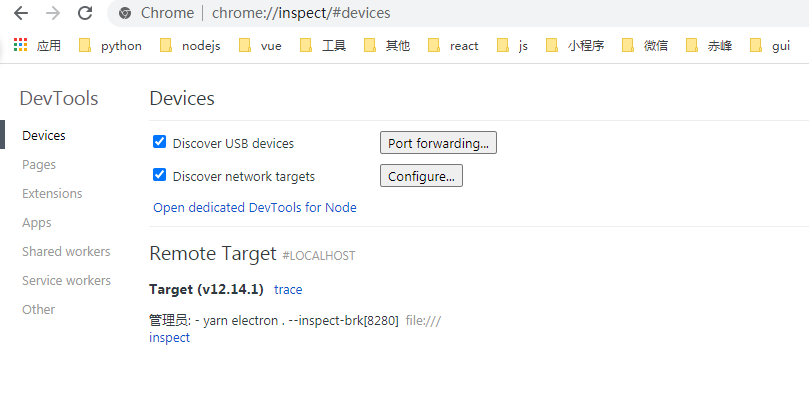 Chrome | chrome://inspect/#devices
应用 python nodejs vue 工具 其他 react js 小程序 微信 赤峰 gui
DevTools
Devices
Pages
Extensions
Apps
Shared workers
Service workers
Other
Devices
Discover USB devices Port forwarding...
Discover network targets Configure...
Open dedicated DevTools for Node
Remote Target #LOCALHOST
Target (v12.14.1) trace
管理员: - yarn electron . --inspect-brk[8280] file:///
inspect